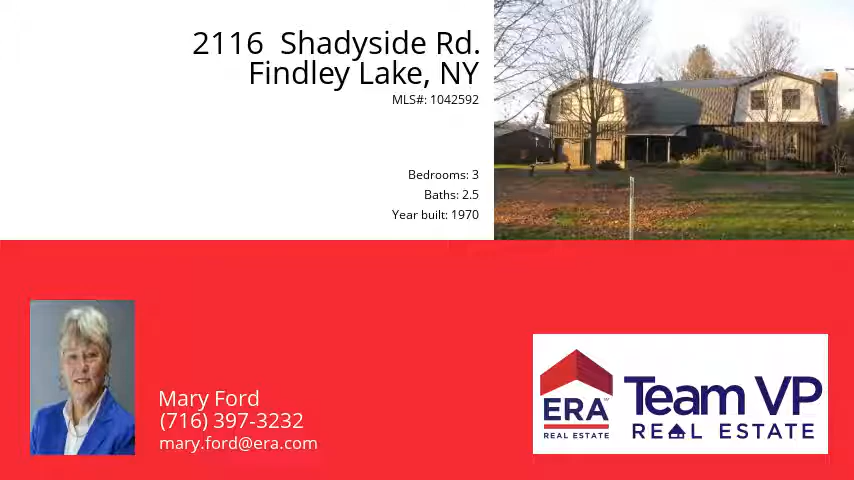 2116  Shadyside Rd.
Findley Lake, NY
MLS#: 1042592
Bedrooms: 3
Baths: 2.5
Year built: 1970
Mary Ford
(716) 397-3232
mary.ford@era.com
ERA
REAL ESTATE
Team VP
REAL ESTATE